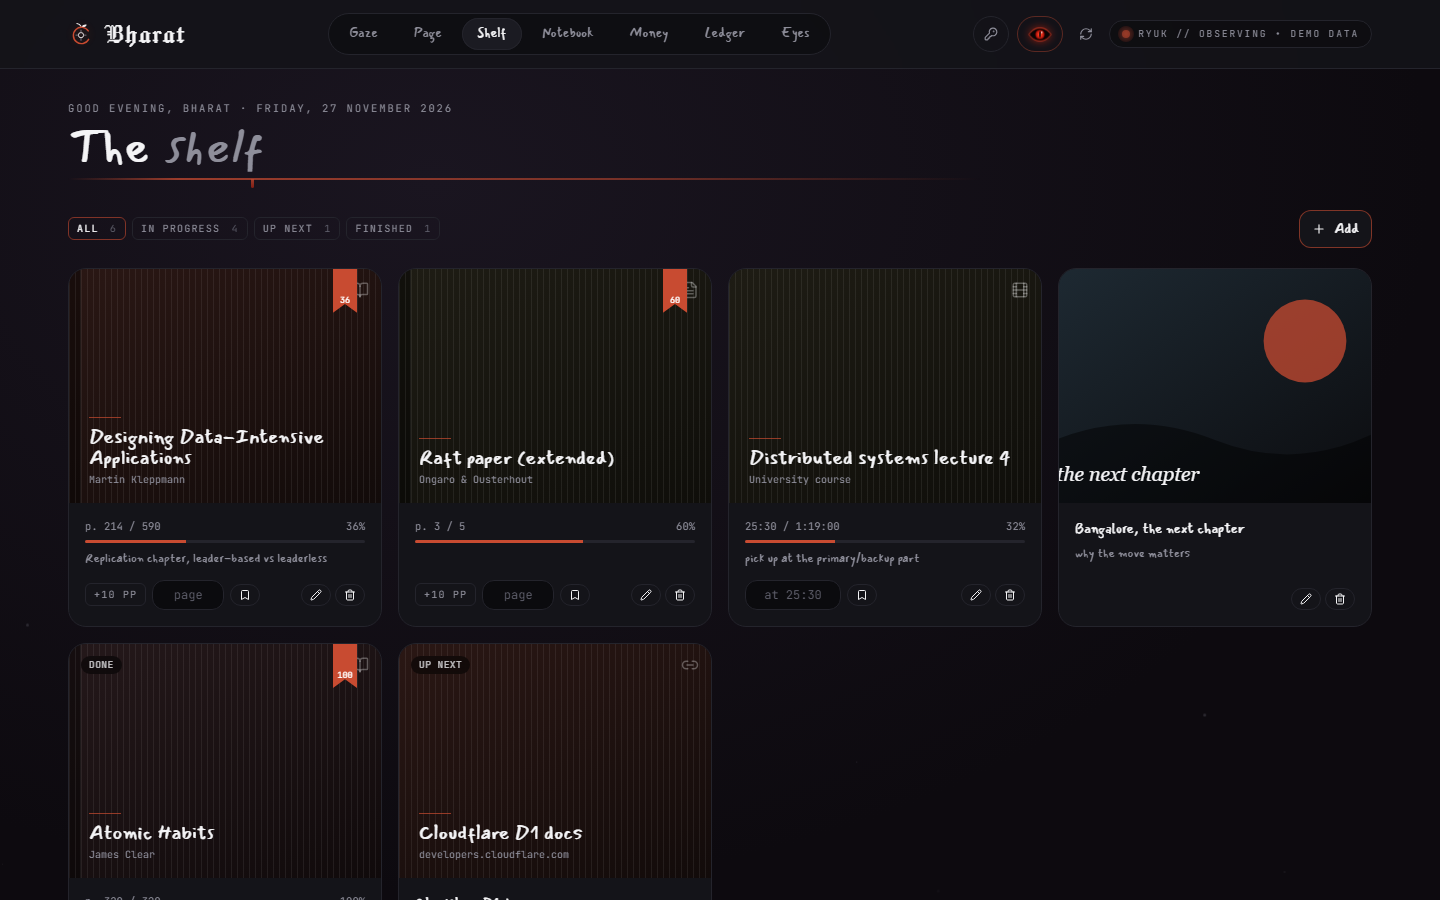 Bharat
Gaze Page Shelf Notebook Money Ledger Eyes
RYUK // OBSERVING • DEMO DATA
GOOD EVENING, BHARAT · FRIDAY, 27 NOVEMBER 2026
The shelf
ALL 6 IN PROGRESS 4 UP NEXT 1 FINISHED 1
+ Add
36
Designing Data-Intensive
Applications
Martin Kleppmann
p. 214 / 590 36%
Replication chapter, leader-based vs leaderless
+10 PP page
60
Raft paper (extended)
Ongaro & Ousterhout
p. 3 / 5 60%
+10 PP page
Distributed systems lecture 4
University course
25:30 / 1:19:00 32%
pick up at the primary/backup part
at 25:30
the next chapter
Bangalore, the next chapter
why the move matters
DONE
100
Atomic Habits
James Clear
UP NEXT
Cloudflare D1 docs
developers.cloudflare.com